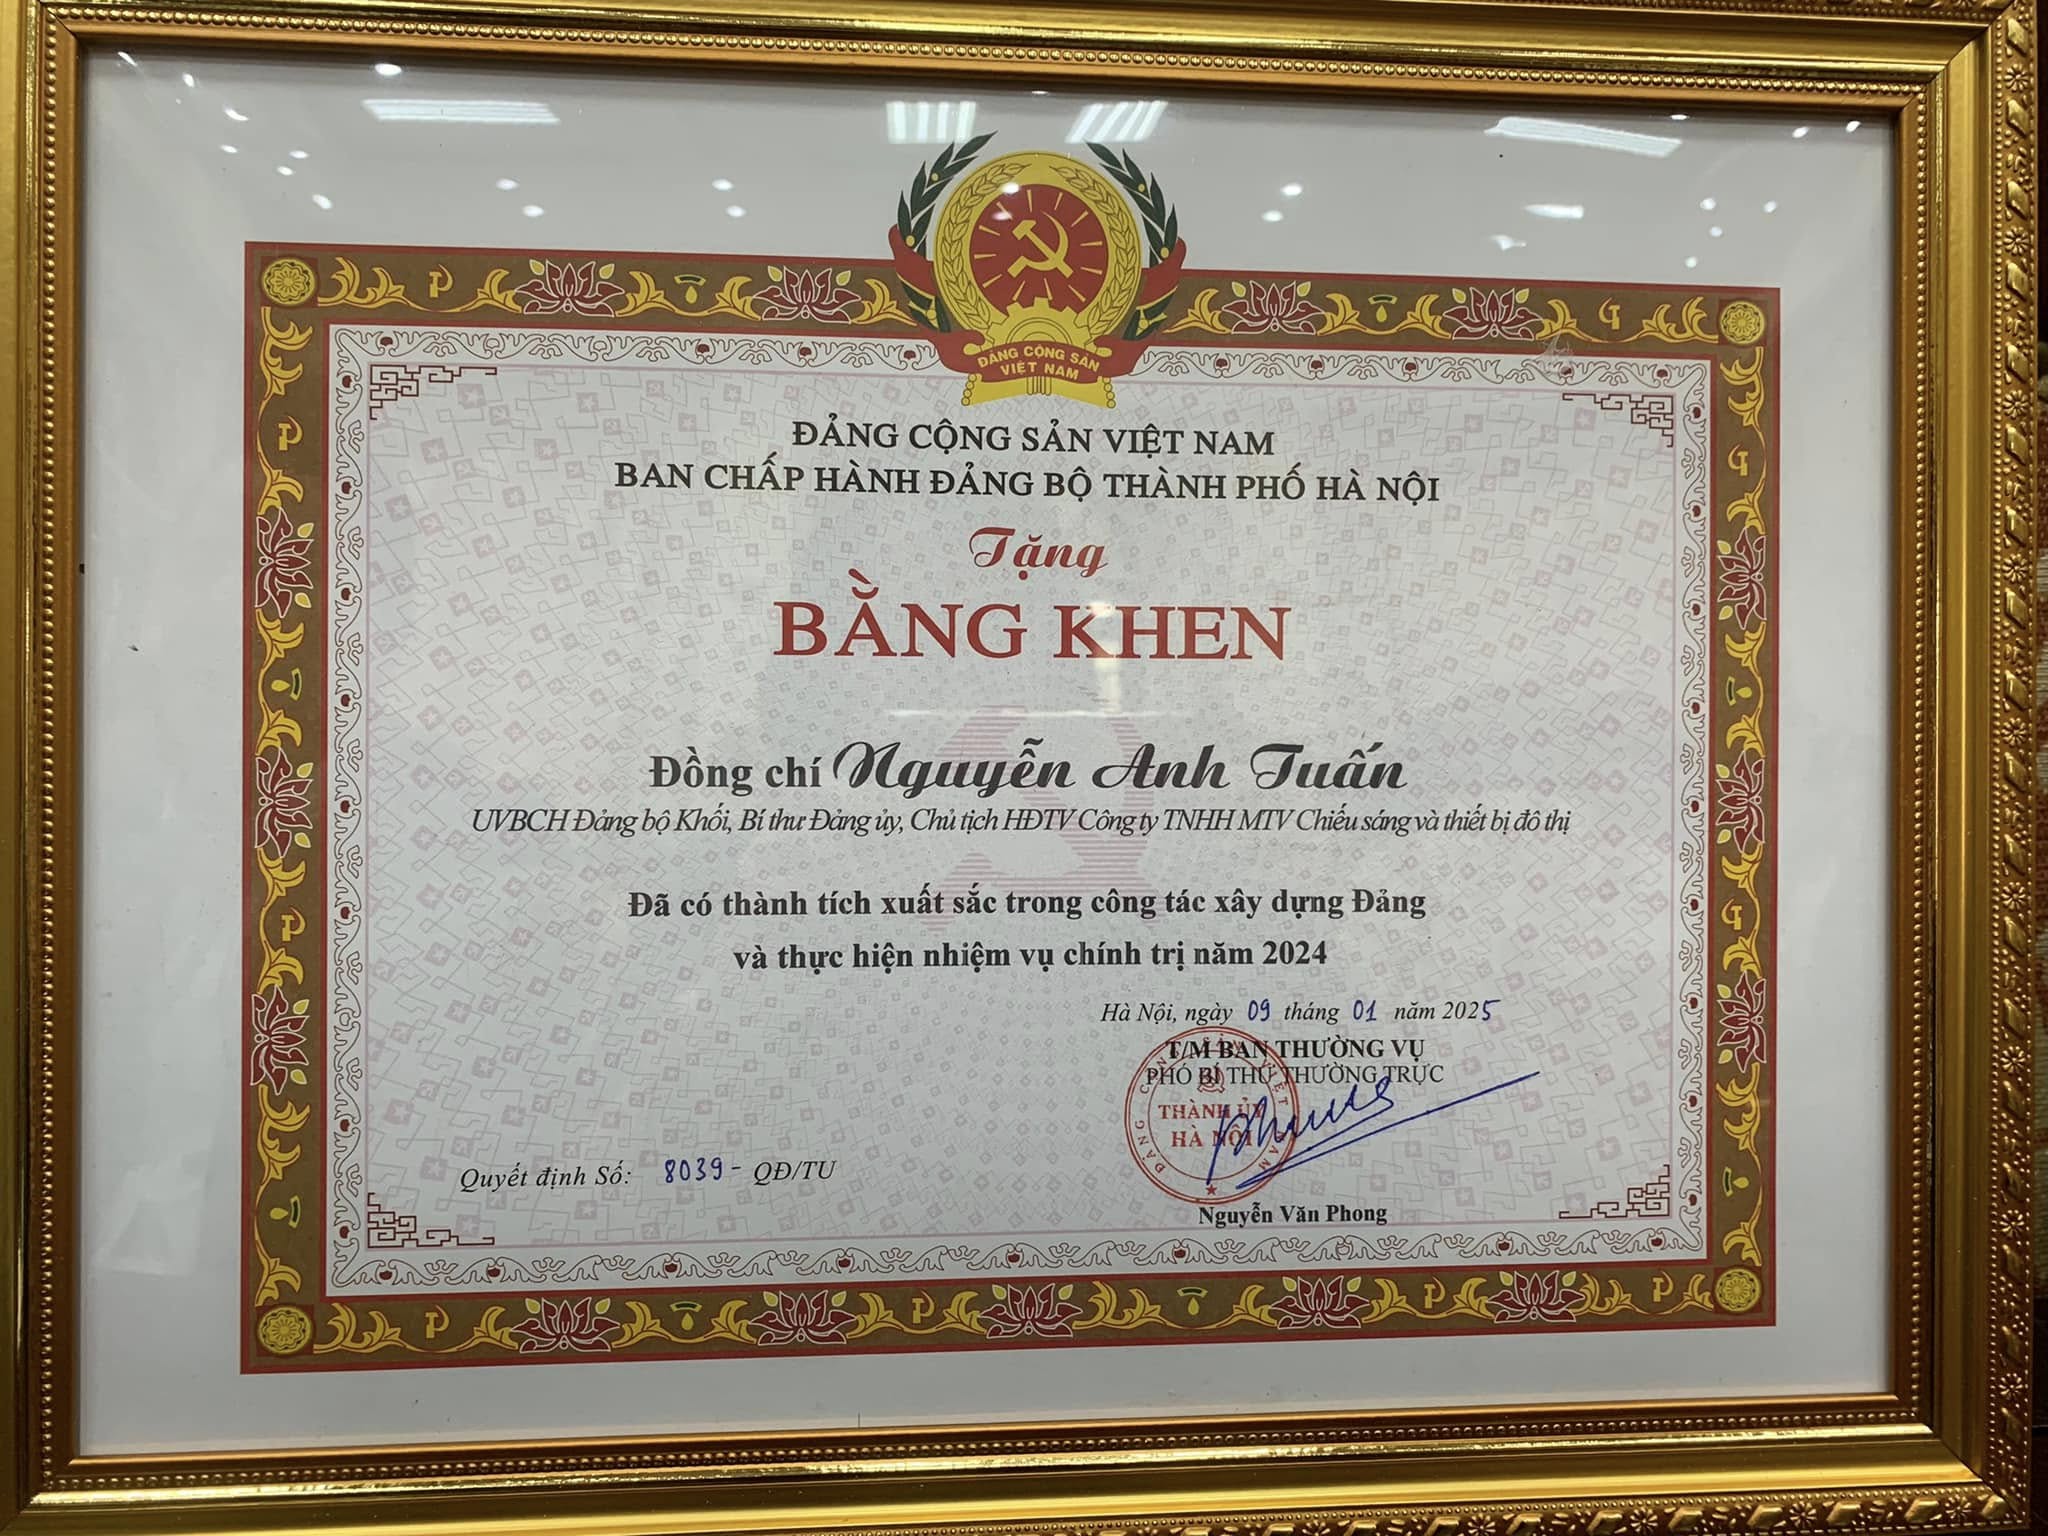 ĐẢNG CỘNG SẢN
VIỆT NAM
ĐẢNG CỘNG SẢN VIỆT NAM
BAN CHẤP HÀNH ĐẢNG BỘ THÀNH PHỐ HÀ NỘI
Tặng
BẰNG KHEN
Đồng chí Nguyễn Anh Tuấn
UVBCH Đảng bộ Khối, Bí thư Đảng ủy, Chủ tịch HĐTV Công ty TNHH MTV Chiếu sáng và thiết bị đô thị
Đã có thành tích xuất sắc trong công tác xây dựng Đảng
và thực hiện nhiệm vụ chính trị năm 2024
Hà Nội, ngày 09 tháng 01 năm 2025
T/M BAN THƯỜNG VỤ
PHÓ BÍ THƯ THƯỜNG TRỰC
ĐẢNG CỘNG SẢN VIỆT NAM
THÀNH ỦY
HÀ NỘI
Quyết định Số: 8039- QĐ/TU
Nguyễn Văn Phong